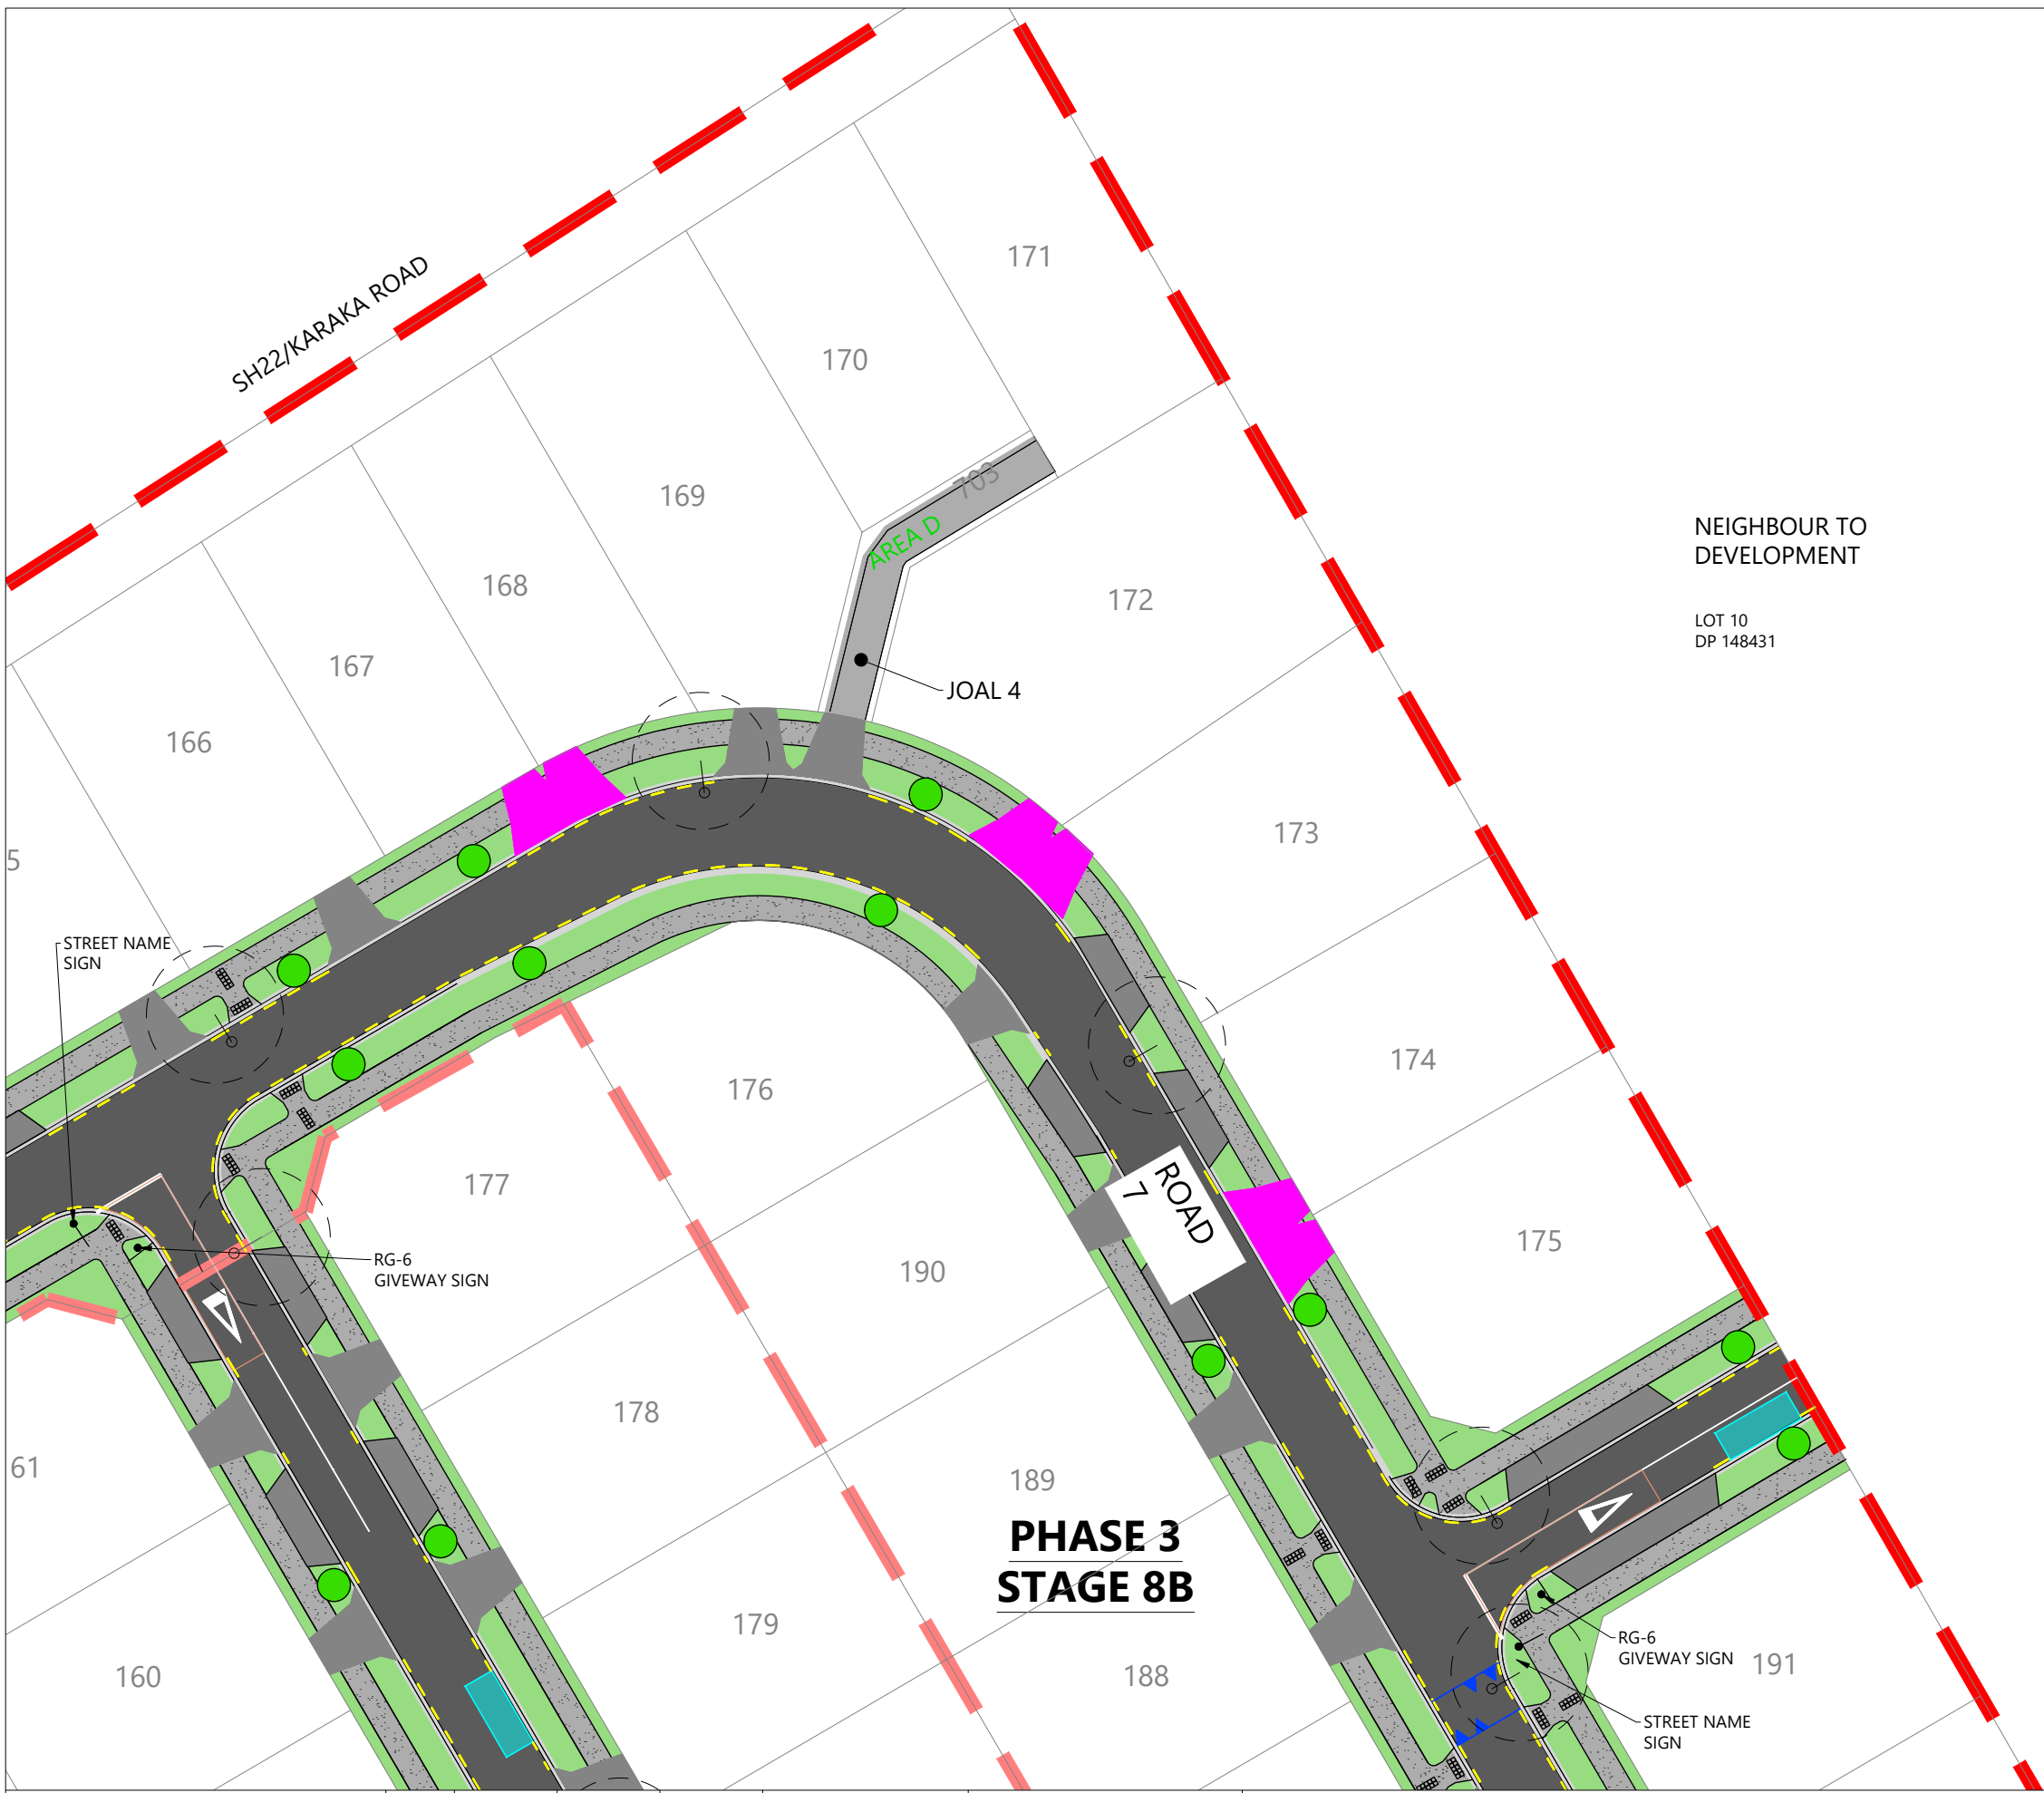 SH22/KARAKA ROAD
171
170
169
703
AREA D
NEIGHBOUR TO
DEVELOPMENT
LOT 10
DP 148431
168
172
167
JOAL 4
166
173
5
STREET NAME
SIGN
174
176
177
ROAD
7
175
RG-6
GIVEWAY SIGN
190
178
61
189
PHASE 3
STAGE 8B
179
160
188
RG-6
GIVEWAY SIGN
191
STREET NAME
SIGN